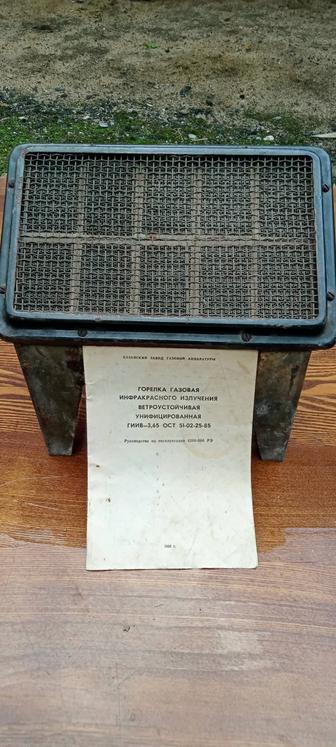 КАЗАНСКИЙ ЗАВОД ГАЗОВОЙ АППАРАТУРЫ
ГОРЕЛКА ГАЗОВАЯ
ИНФРАКРАСНОГО ИЗЛУЧЕНИЯ
ВЕТРОУСТОЙЧИВАЯ
УНИФИЦИРОВАННАЯ
ГИИВ—3,65 ОСТ 51-02-25-85
Руководство по эксплуатации РЭ